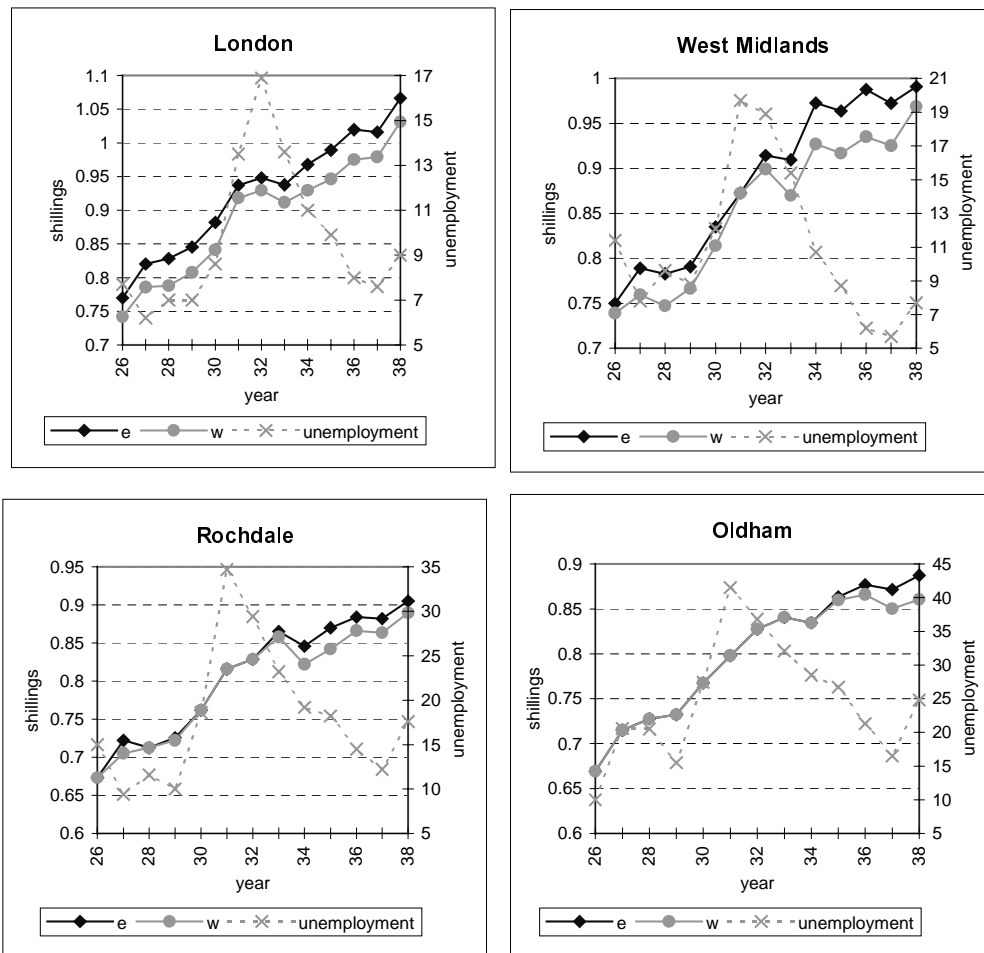 London
1.1
1.05
1
0.95
0.9
0.85
0.8
0.75
0.7
shillings
17
15
13
11
9
7
5
unemployment
26 28 30 32 34 36 38
year
e w unemployment
West Midlands
1
0.95
0.9
0.85
0.8
0.75
0.7
shillings
21
19
17
15
13
11
9
7
5
unemployment
26 28 30 32 34 36 38
year
e w unemployment
Rochdale
0.95
0.9
0.85
0.8
0.75
0.7
0.65
0.6
shillings
35
30
25
20
15
10
5
unemployment
26 28 30 32 34 36 38
year
e w unemployment
Oldham
0.9
0.85
0.8
0.75
0.7
0.65
0.6
shillings
45
40
35
30
25
20
15
10
5
unemployment
26 28 30 32 34 36 38
year
e w unemployment